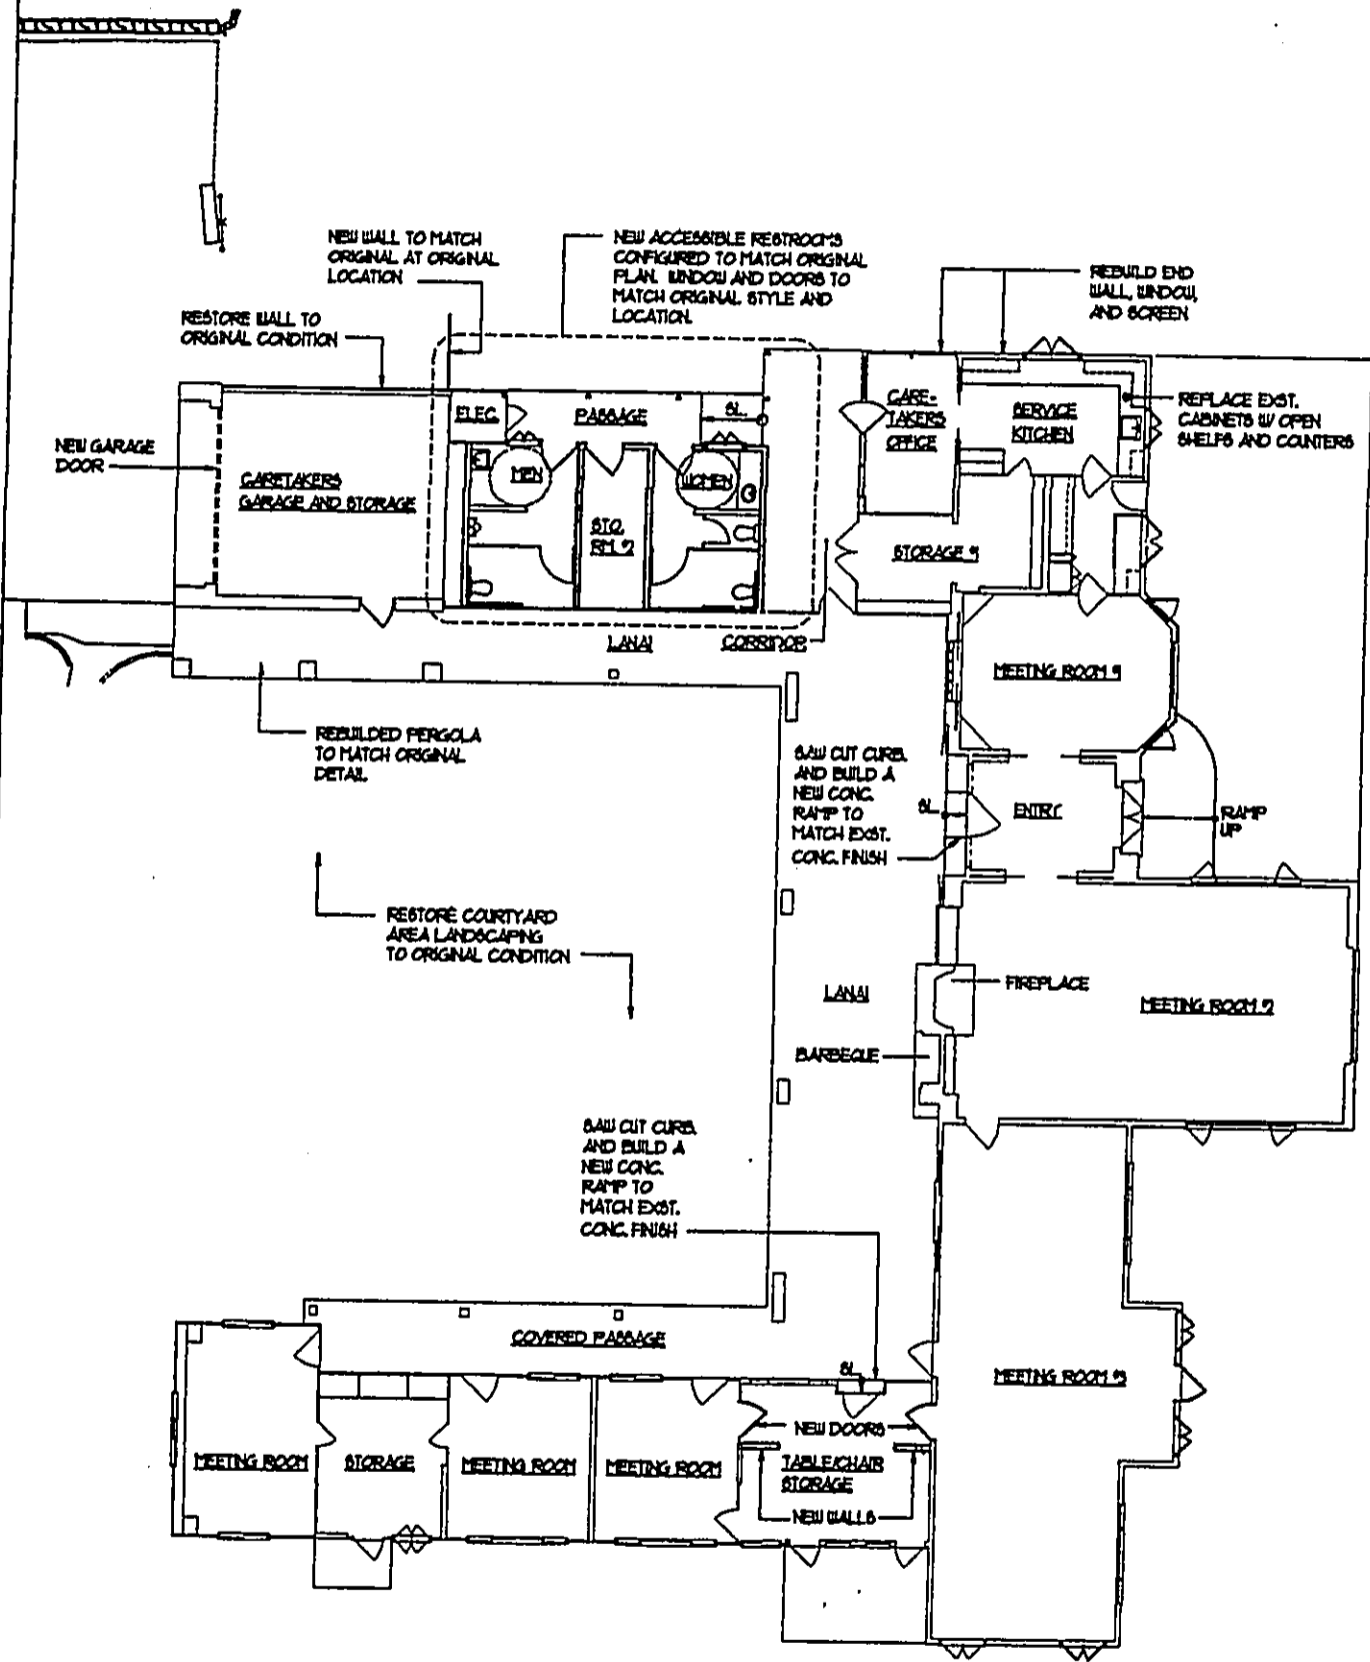 NEW WALL TO MATCH
ORIGINAL AT ORIGINAL
LOCATION
NEW ACCESSIBLE RESTROOMS
CONFIGURED TO MATCH ORIGINAL
PLAN. WINDOW AND DOORS TO
MATCH ORIGINAL STYLE AND
LOCATION.
REBUILD END
WALL, WINDOW,
AND SCREEN
RESTORE WALL TO
ORIGINAL CONDITION
NEW GARAGE
DOOR
CARETAKERS
GARAGE AND STORAGE
ELEC.
PASSAGE
SL.
MEN
WOMEN
STO.
RM. 2
CARE-
TAKERS
OFFICE
SERVICE
KITCHEN
REPLACE EXST.
CABINETS W/ OPEN
SHELFS AND COUNTERS
STORAGE 1
LANAI
CORRIDOR
MEETING ROOM 1
REBUILDED PERGOLA
TO MATCH ORIGINAL
DETAIL
SAW CUT CURB,
AND BUILD A
NEW CONC.
RAMP TO
MATCH EXST.
CONC. FINISH
SL.
ENTRY
RAMP
UP
RESTORE COURTYARD
AREA LANDSCAPING
TO ORIGINAL CONDITION
LANAI
FIREPLACE
MEETING ROOM 2
BARBEQUE
SAW CUT CURB,
AND BUILD A
NEW CONC.
RAMP TO
MATCH EXST.
CONC. FINISH
COVERED PASSAGE
SL.
MEETING ROOM 3
NEW DOORS
MEETING ROOM
STORAGE
MEETING ROOM
MEETING ROOM
TABLE/CHAIR
STORAGE
NEW WALLS